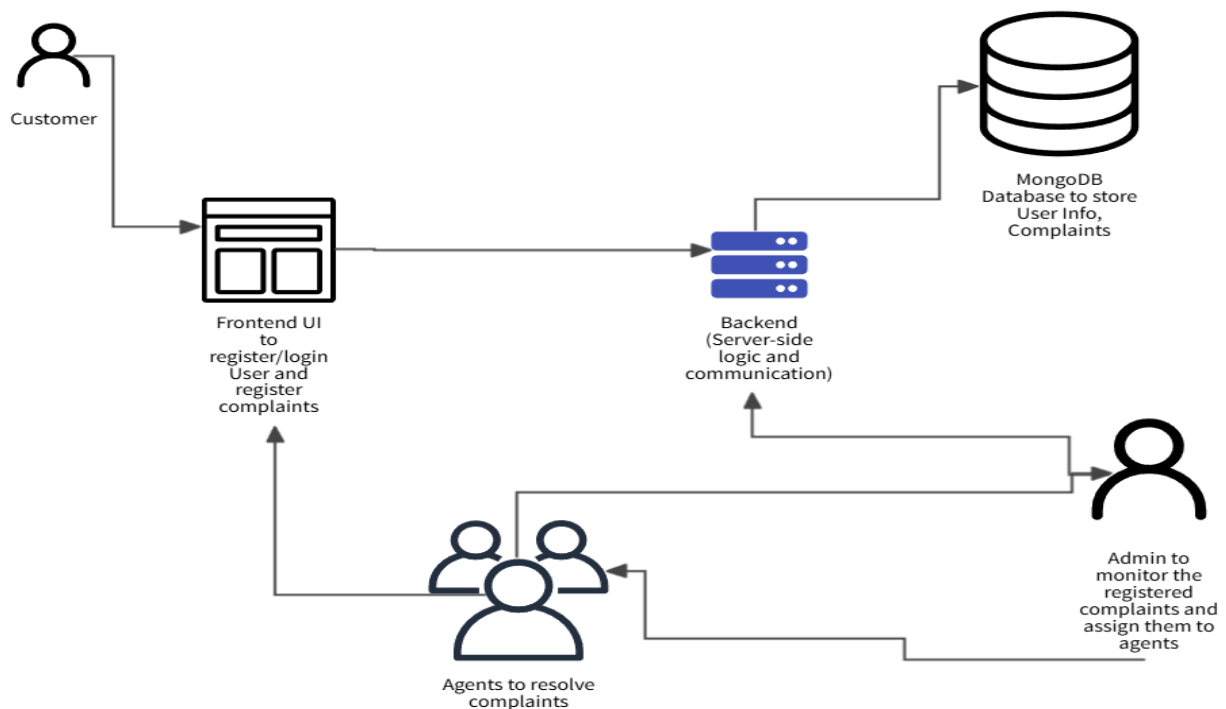 Customer
MongoDB
Database to store
User Info,
Complaints
Frontend UI
to
register/login
User and
register
complaints
Backend
(Server-side
logic and
communication)
Admin to
monitor the
registered
complaints and
assign them to
agents
Agents to resolve
complaints